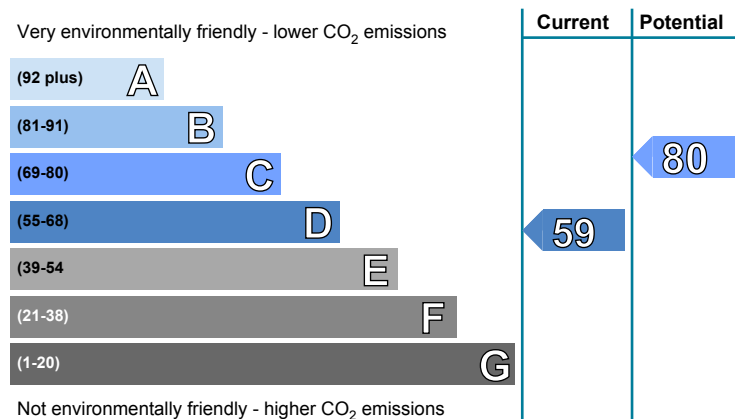 Current Potential
Very environmentally friendly - lower CO₂ emissions
(92 plus) A
(81-91) B
(69-80) C 80
(55-68) D 59
(39-54 E
(21-38) F
(1-20) G
Not environmentally friendly - higher CO₂ emissions